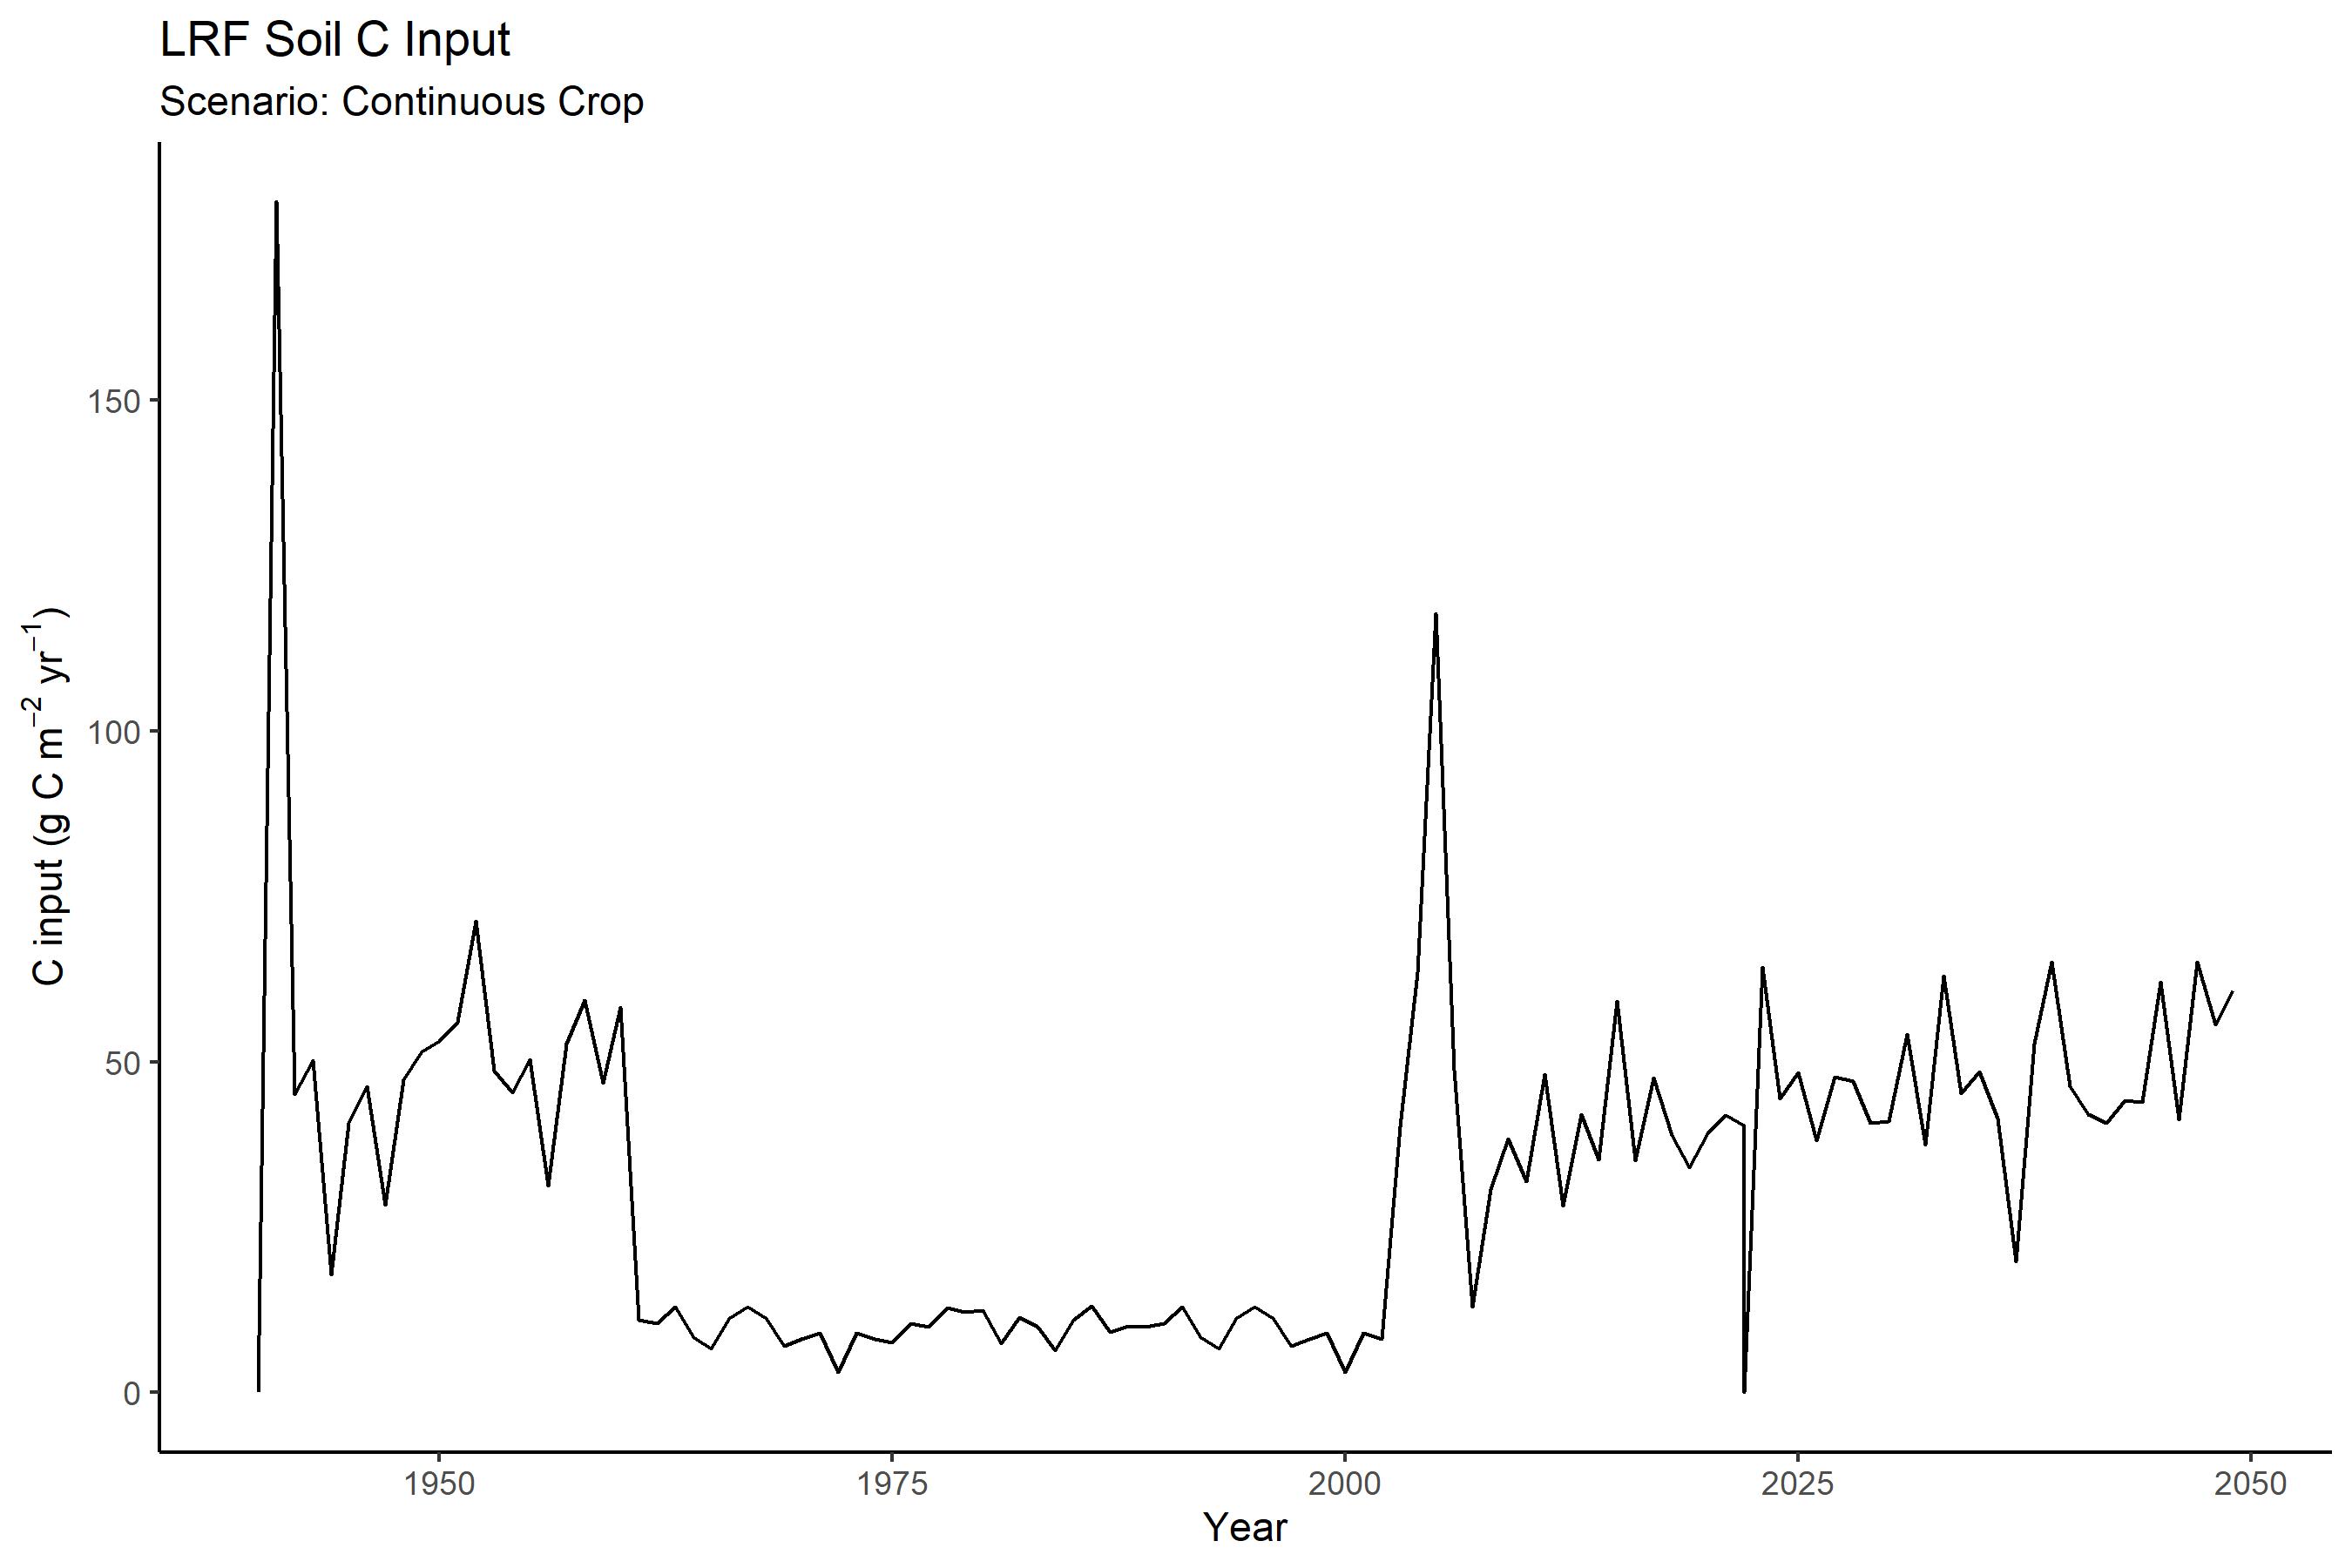 LRF Soil C Input
Scenario: Continuous Crop
C input (g C m⁻² yr⁻¹)
150
100
50
0
1950 1975 2000 2025 2050
Year